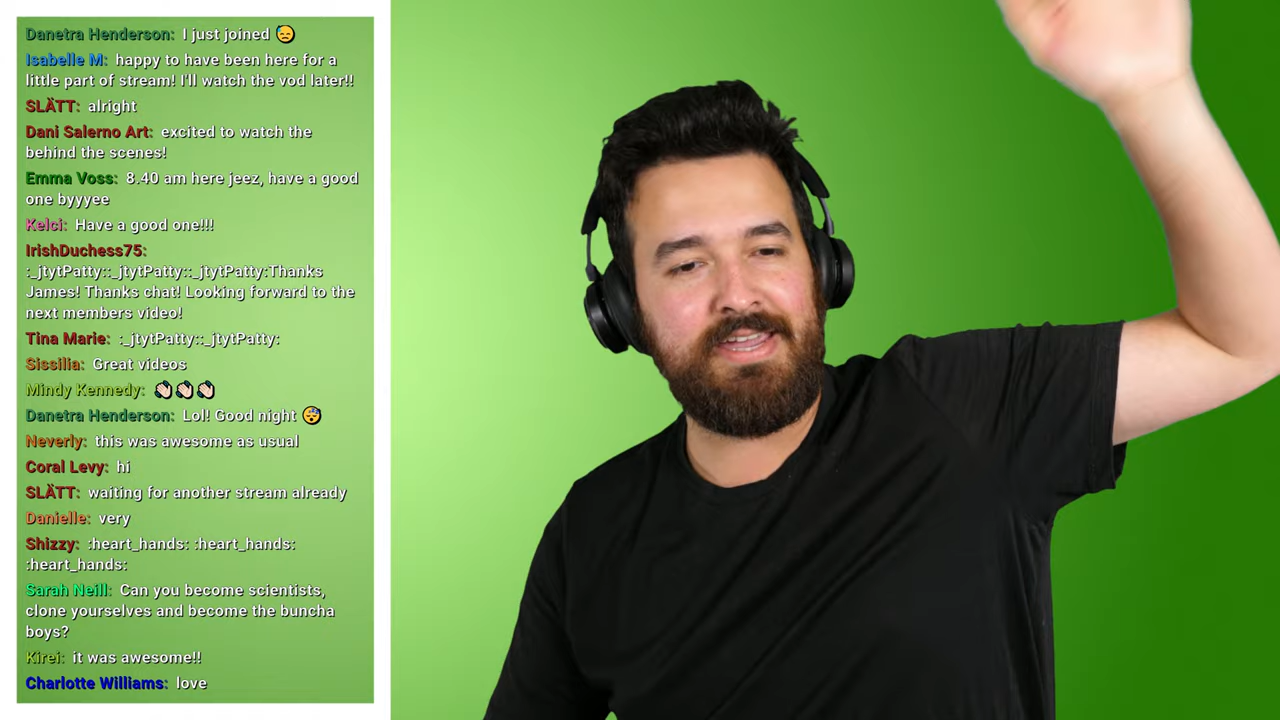 Danetra Henderson: I just joined 😓
Isabelle M: happy to have been here for a
little part of stream! I'll watch the vod later!!
SLÄTT: alright
Dani Salerno Art: excited to watch the
behind the scenes!
Emma Voss: 8.40 am here jeez, have a good
one byyyee
Kelci: Have a good one!!!
IrishDuchess75:
:_jtytPatty::_jtytPatty::_jtytPatty:Thanks
James! Thanks chat! Looking forward to the
next members video!
Tina Marie: :_jtytPatty::_jtytPatty:
Sissilia: Great videos
Mindy Kennedy: 👏🏻👏🏻👏🏻
Danetra Henderson: Lol! Good night 😴
Neverly: this was awesome as usual
Coral Levy: hi
SLÄTT: waiting for another stream already
Danielle: very
Shizzy: :heart_hands: :heart_hands:
:heart_hands:
Sarah Neill: Can you become scientists,
clone yourselves and become the buncha
boys?
Kirei: it was awesome!!
Charlotte Williams: love